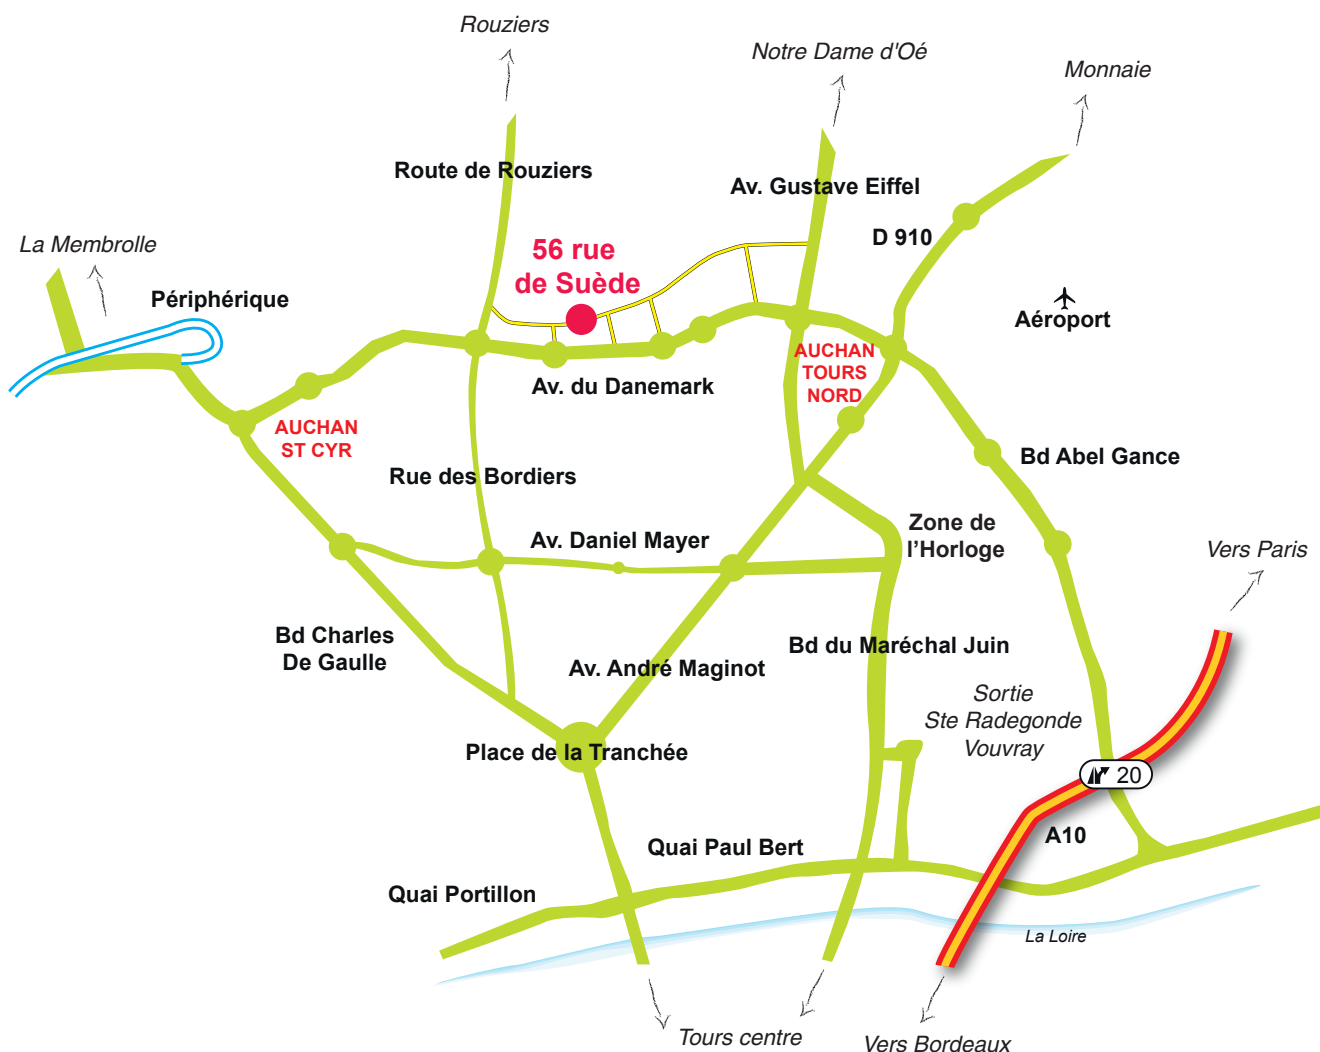 Rouziers
Notre Dame d'Oé
Monnaie
Route de Rouziers
Av. Gustave Eiffel
D 910
La Membrolle
56 rue
de Suède
Périphérique
Aéroport
AUCHAN
TOURS
NORD
Av. du Danemark
AUCHAN
ST CYR
Bd Abel Gance
Rue des Bordiers
Zone de
l’Horloge
Av. Daniel Mayer
Vers Paris
Bd Charles
De Gaulle
Bd du Maréchal Juin
Av. André Maginot
Sortie
Ste Radegonde
Vouvray
Place de la Tranchée
20
A10
Quai Paul Bert
Quai Portillon
La Loire
Tours centre
Vers Bordeaux